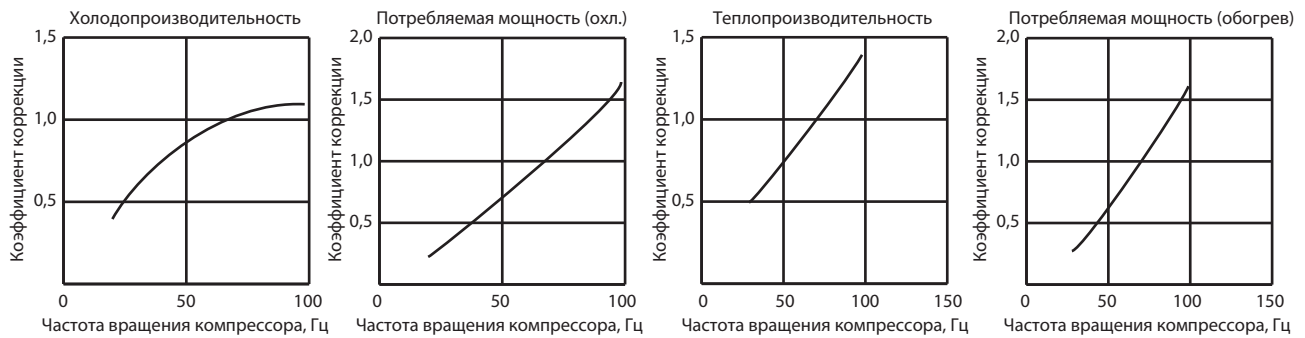 Холодопроизводительность
1,5
1,0
0,5
0
50
100
Коэффициент коррекции
Частота вращения компрессора, Гц
Потребляемая мощность (охл.)
2,0
1,5
1,0
0,5
0
50
100
Коэффициент коррекции
Частота вращения компрессора, Гц
Теплопроизводительность
1,5
1,0
0,5
0
50
100
150
Коэффициент коррекции
Частота вращения компрессора, Гц
Потребляемая мощность (обогрев)
2,0
1,5
1,0
0,5
0
50
100
150
Коэффициент коррекции
Частота вращения компрессора, Гц